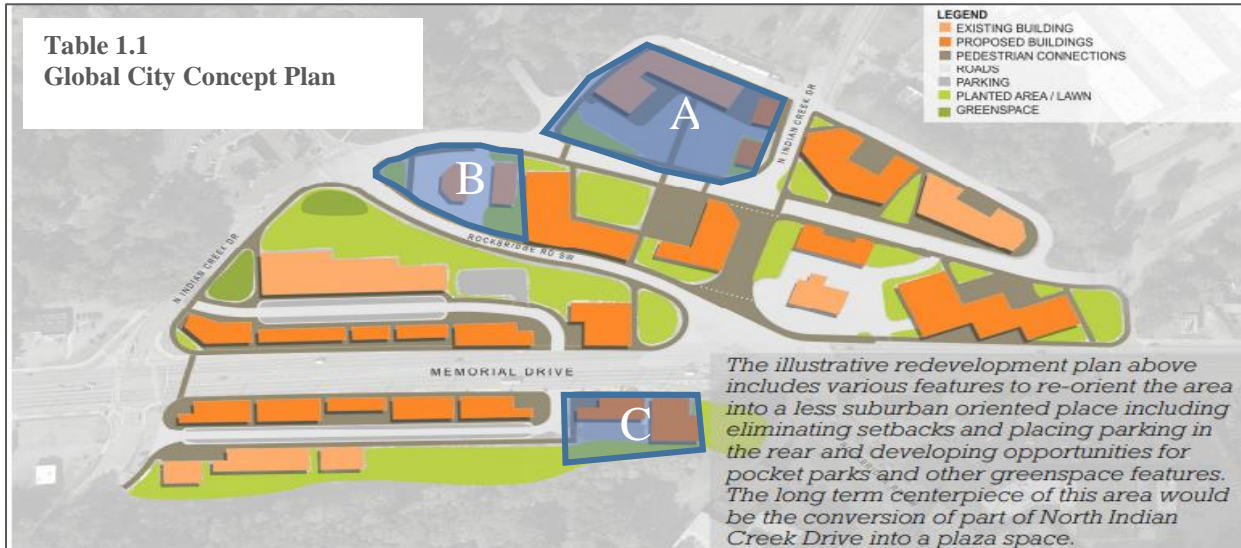 Table 1.1
Global City Concept Plan
LEGEND
EXISTING BUILDING
PROPOSED BUILDINGS
PEDESTRIAN CONNECTIONS
ROADS
PARKING
PLANTED AREA / LAWN
GREENSPACE
A
B
C
N INDIAN CREEK DR
ROCKBRIDGE RD SW
N INDIAN CREEK DR
MEMORIAL DRIVE
The illustrative redevelopment plan above
includes various features to re-orient the area
into a less suburban oriented place including
eliminating setbacks and placing parking in
the rear and developing opportunities for
pocket parks and other greenspace features.
The long term centerpiece of this area would
be the conversion of part of North Indian
Creek Drive into a plaza space.